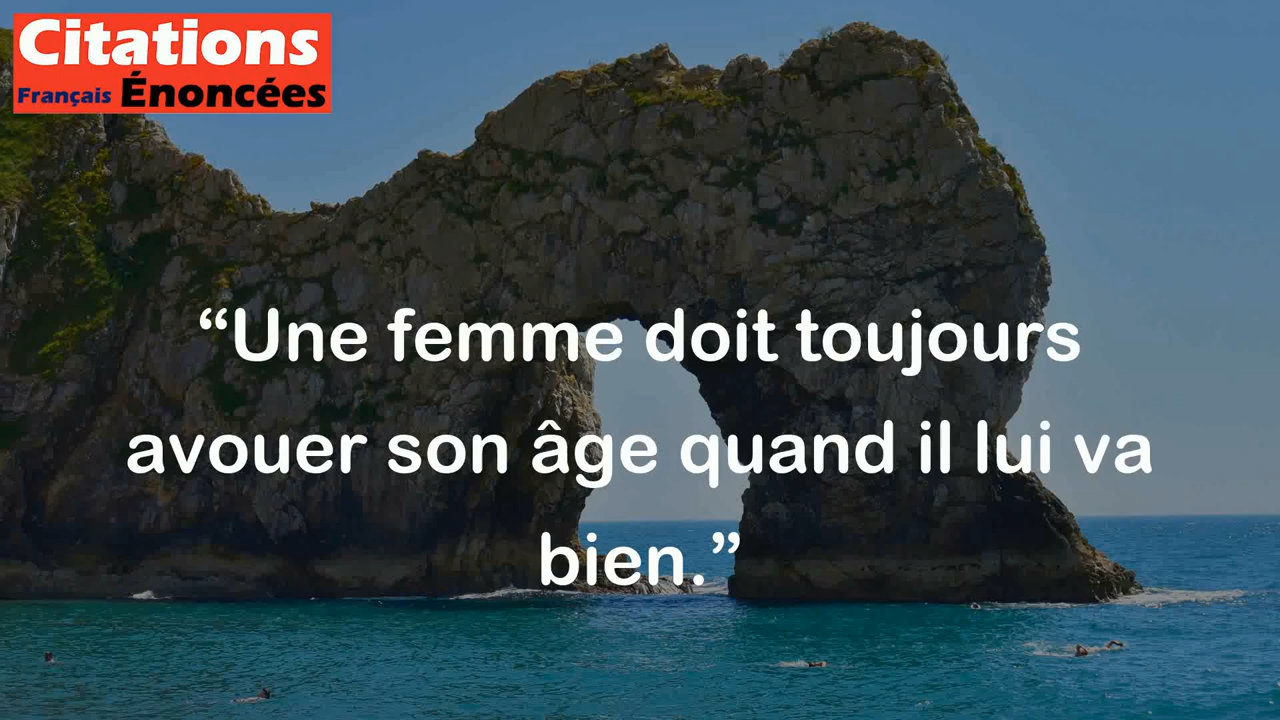 Citations
Français Énoncées
“Une femme doit toujours
avouer son âge quand il lui va
bien.”